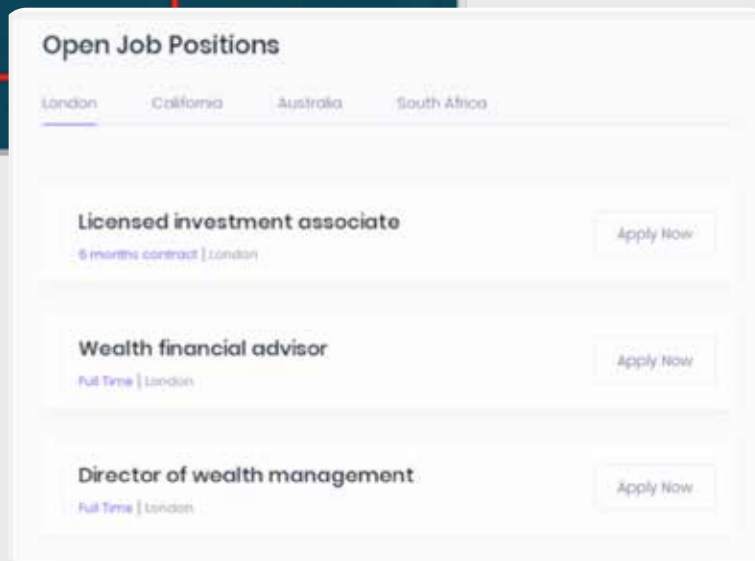 Open Job Positions
London California Australia South Africa
Licensed investment associate
6 months contract | London
Apply Now
Wealth financial advisor
Full Time | London
Apply Now
Director of wealth management
Full Time | London
Apply Now